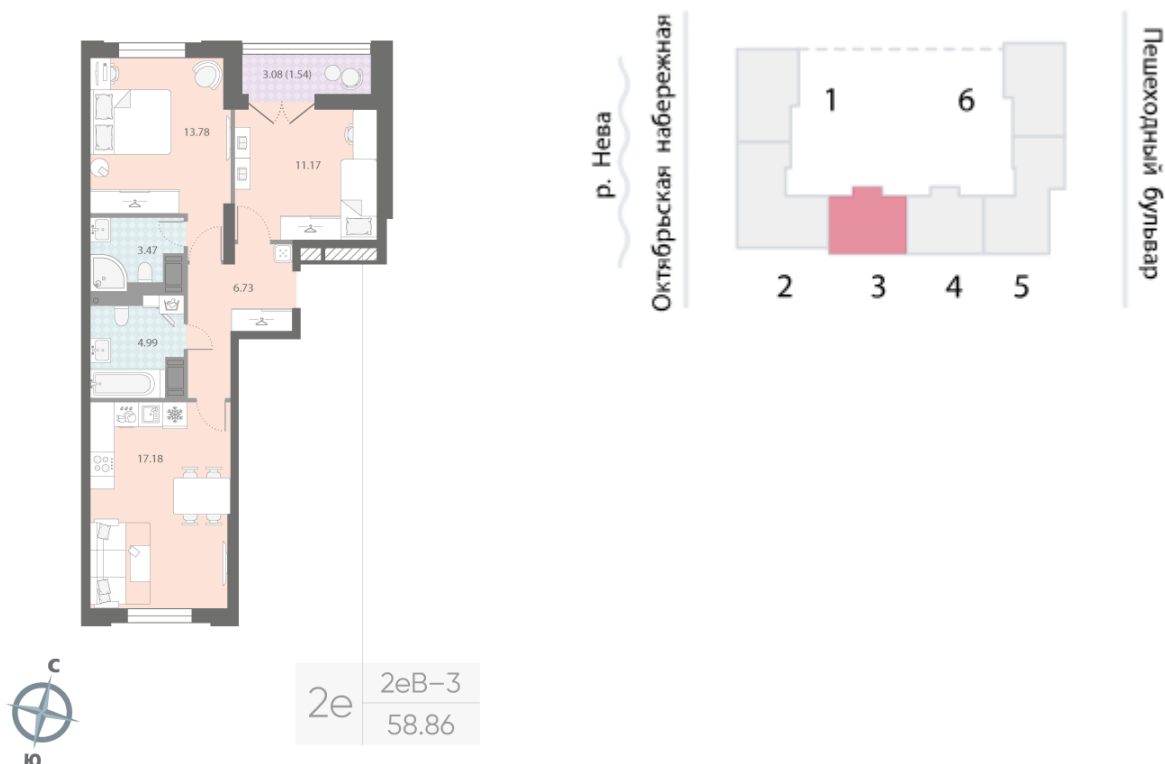 3.08 (1.54)
13.78
11.17
3.47
6.73
4.99
17.18
С
Ю
2е
2еВ–3
58.86
р. Нева
Октябрьская набережная
1
6
2
3
4
5
Пешеходный бульвар